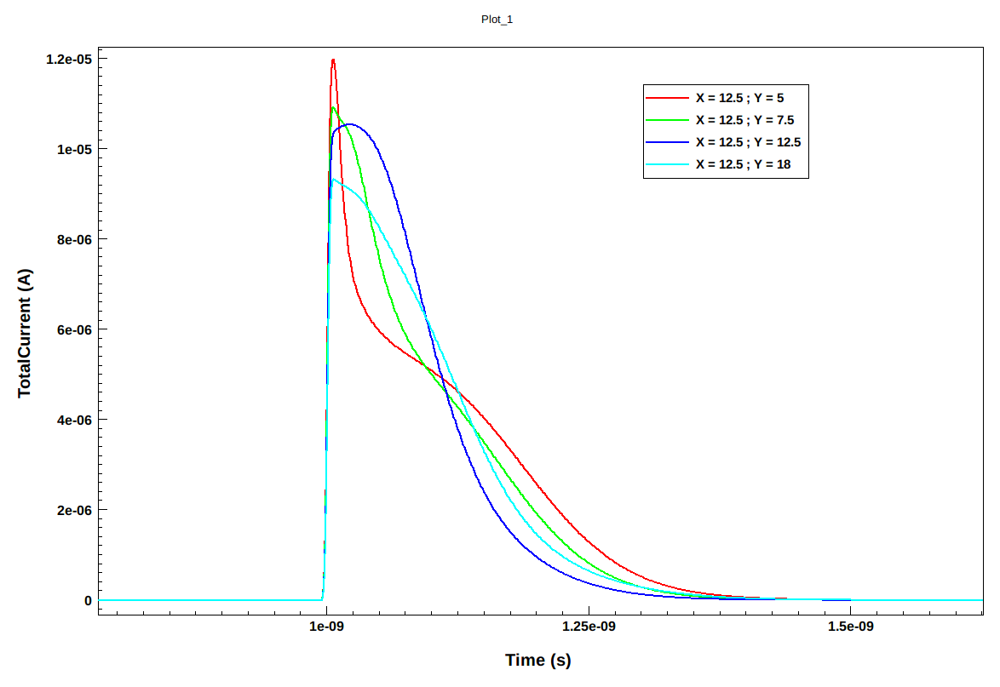 Plot_1
1.2e-05
1e-05
8e-06
6e-06
4e-06
2e-06
0
TotalCurrent (A)
X = 12.5 ; Y = 5
X = 12.5 ; Y = 7.5
X = 12.5 ; Y = 12.5
X = 12.5 ; Y = 18
1e-09
1.25e-09
1.5e-09
Time (s)